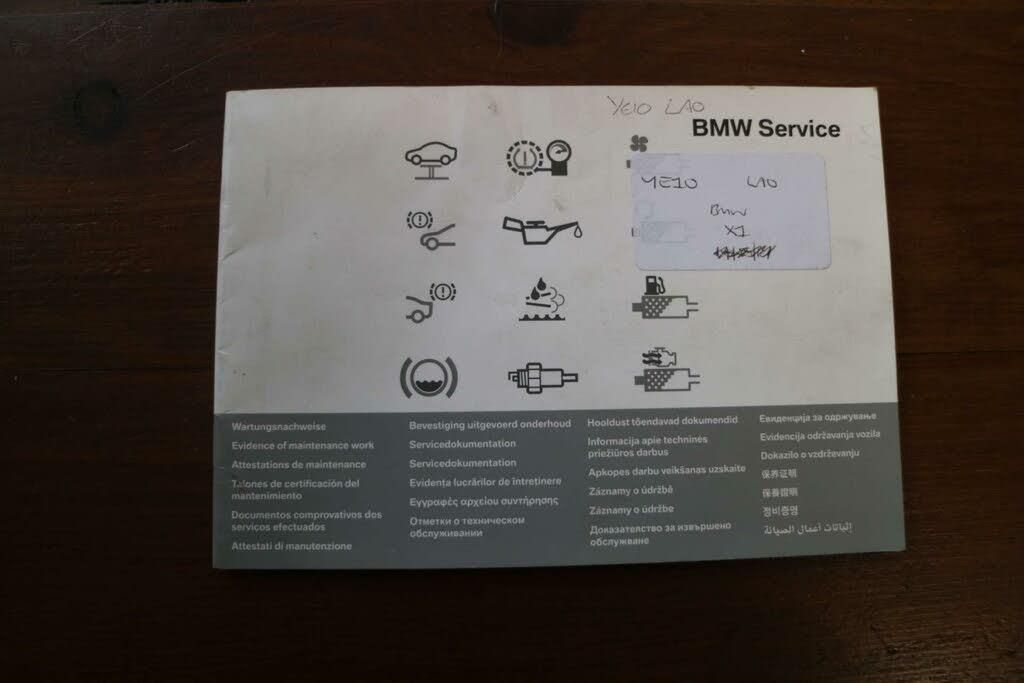 YE10 LAO
BMW Service
YE10 LAO
BMW
X1
Wartungsnachweise
Evidence of maintenance work
Attestations de maintenance
Talones de certificación del
mantenimiento
Documentos comprovativos dos
serviços efectuados
Attestati di manutenzione
Bevestiging uitgevoerd onderhoud
Servicedokumentation
Servicedokumentation
Evidența lucrărilor de întreținere
Εγγραφές αρχείου συντήρησης
Отметки о техническом
обслуживании
Hooldust tõendavad dokumendid
Informacija apie techninės
priežiūros darbus
Apkopes darbu veikšanas uzskaite
Záznamy o údržbě
Záznamy o údržbe
Доказателство за извършено
обслужване
Евиденција за одржување
Evidencija održavanja vozila
Dokazilo o vzdrževanju
保养证明
保養證明
정비증명
إثباتات أعمال الصيانة